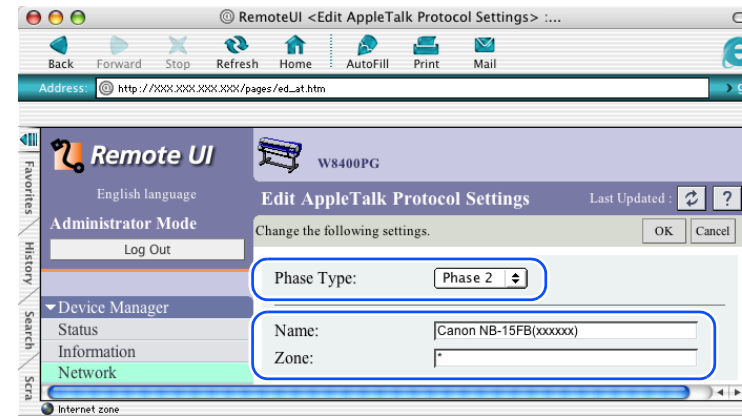 RemoteUI <Edit AppleTalk Protocol Settings> :...
Back Forward Stop Refresh Home AutoFill Print Mail
Address: http://XXX.XXX.XXX.XXX/pages/ed_at.htm
Favorites
History
Search
Scra
Remote UI
English language
Administrator Mode
Log Out
Device Manager
Status
Information
Network
W8400PG
Edit AppleTalk Protocol Settings Last Updated : ?
Change the following settings. OK Cancel
Phase Type: Phase 2
Name: Canon NB-15FB(xxxxxx)
Zone: *
Internet zone